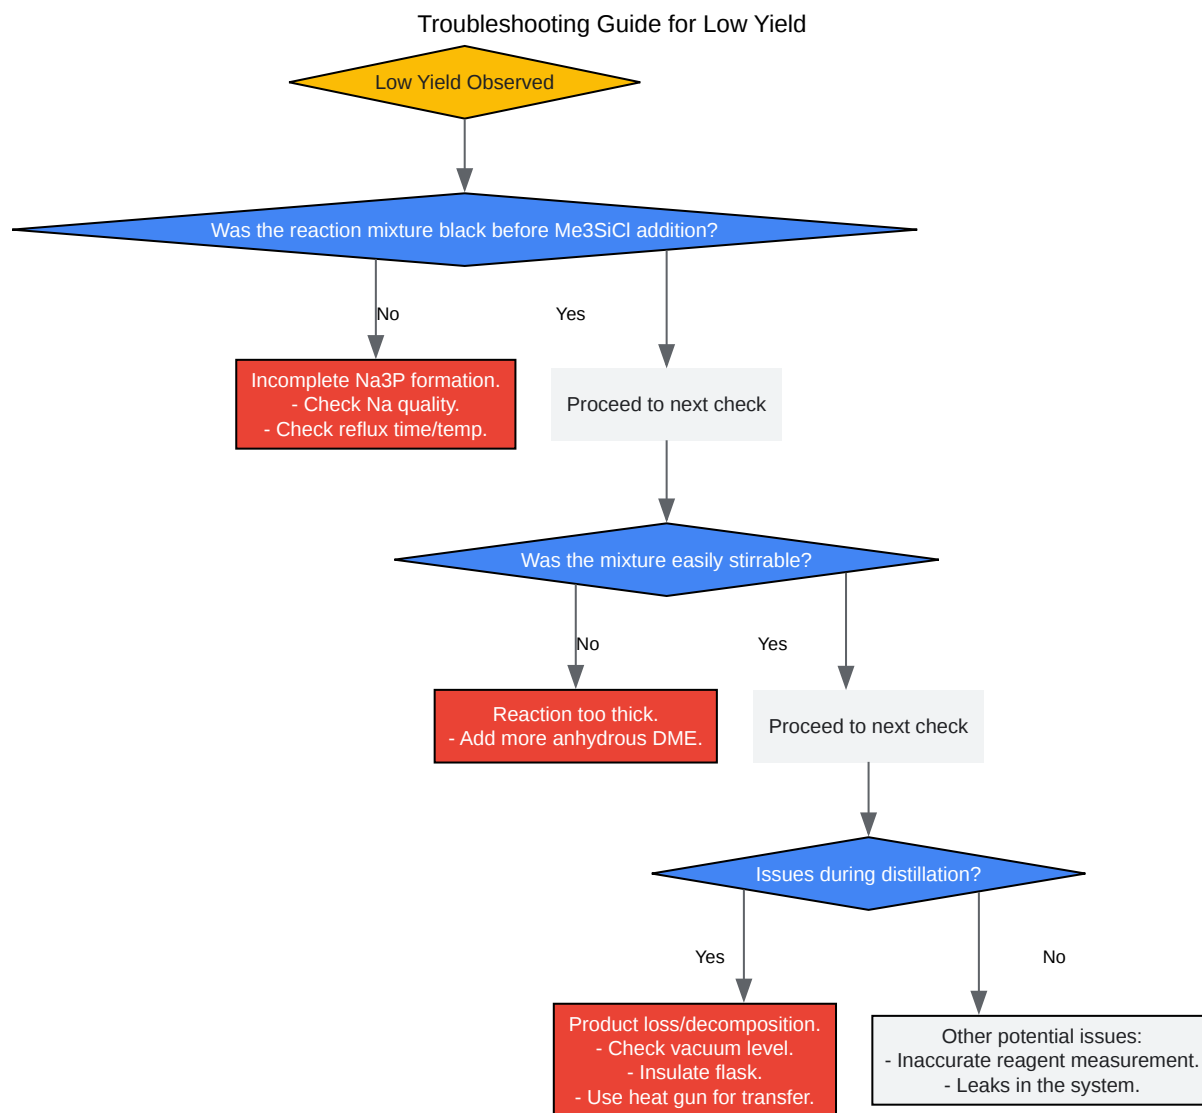 Troubleshooting Guide for Low Yield
Low Yield Observed
Was the reaction mixture black before Me3SiCl addition?
No
Yes
Incomplete Na3P formation.
- Check Na quality.
- Check reflux time/temp.
Proceed to next check
Was the mixture easily stirrable?
No
Yes
Reaction too thick.
- Add more anhydrous DME.
Proceed to next check
Issues during distillation?
Yes
No
Product loss/decomposition.
- Check vacuum level.
- Insulate flask.
- Use heat gun for transfer.
Other potential issues:
- Inaccurate reagent measurement.
- Leaks in the system.